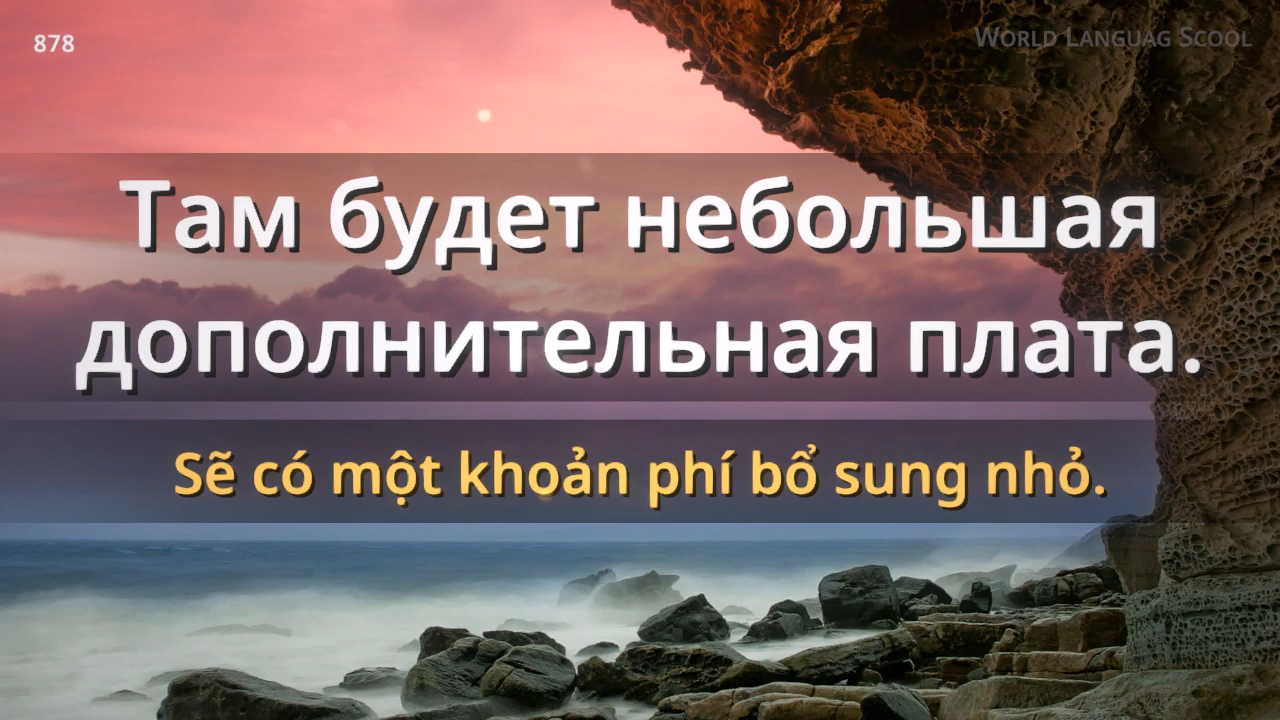 878
World Languag Scool
Там будет небольшая
дополнительная плата.
Sẽ có một khoản phí bổ sung nhỏ.